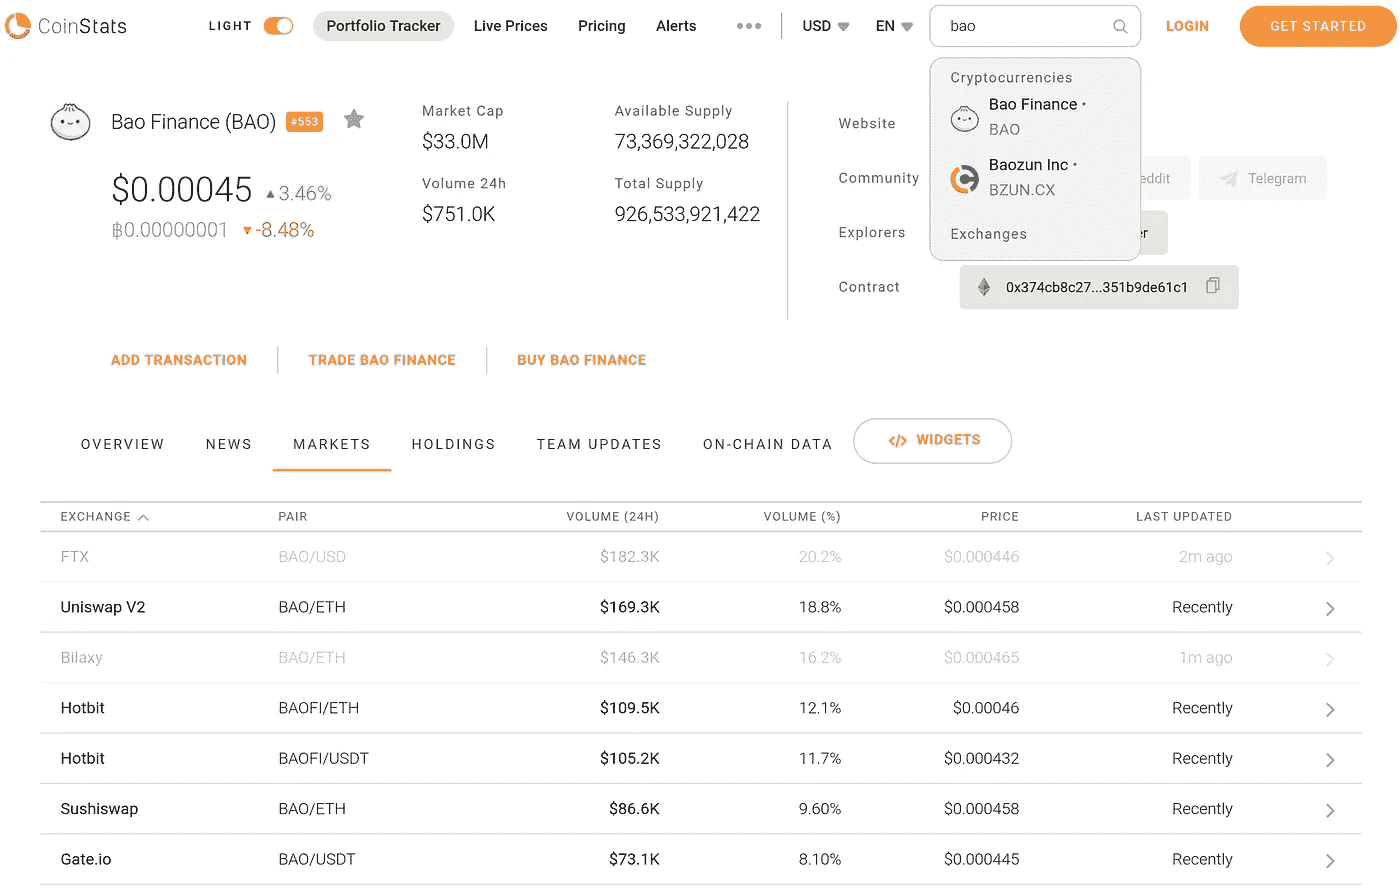 CoinStats
LIGHT
Portfolio Tracker
Live Prices
Pricing
Alerts
USD
EN
bao
LOGIN
GET STARTED
Cryptocurrencies
Bao Finance •
BAO
Baozun Inc •
BZUN.CX
Exchanges
Bao Finance (BAO) #553
$0.00045 ▲ 3.46%
฿0.00000001 ▼ -8.48%
Market Cap
$33.0M
Volume 24h
$751.0K
Available Supply
73,369,322,028
Total Supply
926,533,921,422
Website
Community eddit Telegram
Explorers er
Contract 0x374cb8c27...351b9de61c1
ADD TRANSACTION TRADE BAO FINANCE BUY BAO FINANCE
OVERVIEW NEWS MARKETS HOLDINGS TEAM UPDATES ON-CHAIN DATA </> WIDGETS
EXCHANGE PAIR VOLUME (24H) VOLUME (%) PRICE LAST UPDATED
FTX BAO/USD $182.3K 20.2% $0.000446 2m ago
Uniswap V2 BAO/ETH $169.3K 18.8% $0.000458 Recently
Bilaxy BAO/ETH $146.3K 16.2% $0.000465 1m ago
Hotbit BAOFI/ETH $109.5K 12.1% $0.00046 Recently
Hotbit BAOFI/USDT $105.2K 11.7% $0.000432 Recently
Sushiswap BAO/ETH $86.6K 9.60% $0.000458 Recently
Gate.io BAO/USDT $73.1K 8.10% $0.000445 Recently